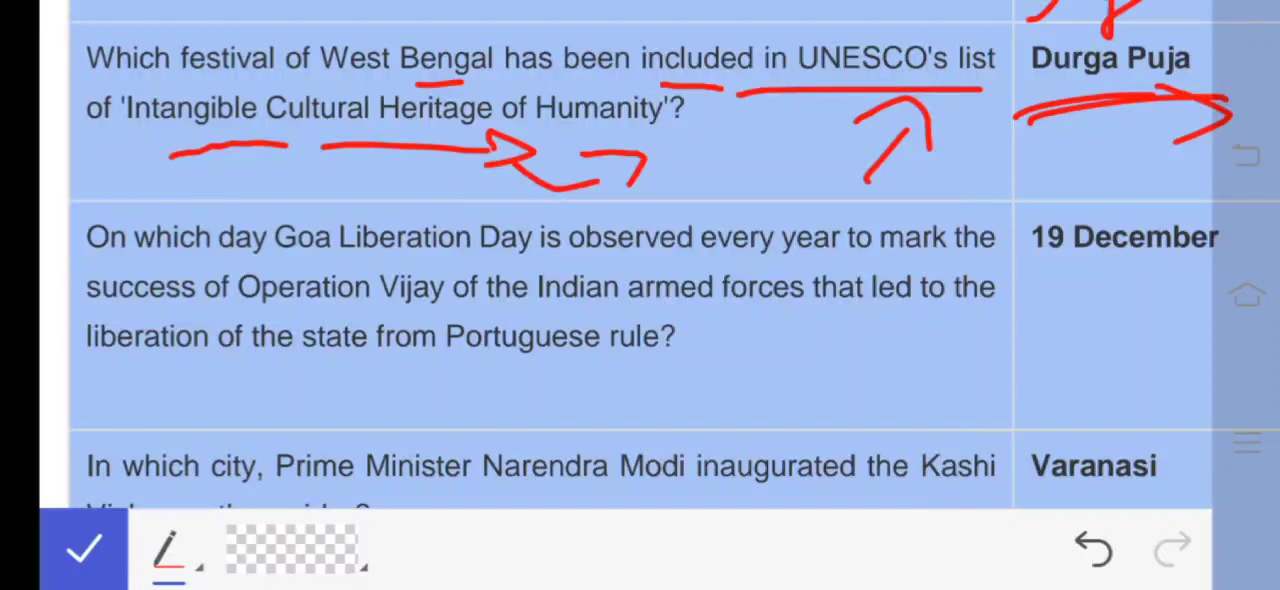 Which festival of West Bengal has been included in UNESCO's list
of 'Intangible Cultural Heritage of Humanity'?
Durga Puja
On which day Goa Liberation Day is observed every year to mark the
success of Operation Vijay of the Indian armed forces that led to the
liberation of the state from Portuguese rule?
19 December
In which city, Prime Minister Narendra Modi inaugurated the Kashi
Varanasi